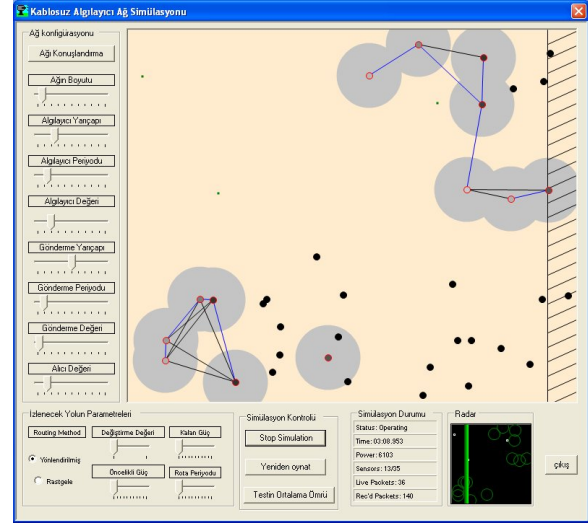 Kablosuz Algılayıcı Ağ Simülasyonu
Ağ konfigürasyonu
Ağı Konuşlandırma
Ağın Boyutu
Algılayıcı Yarıçapı
Algılayıcı Periyodu
Algılayıcı Değeri
Gönderme Yarıçapı
Gönderme Periyodu
Gönderme Değeri
Alıcı Değeri
İzlenecek Yolun Parametreleri
Routing Method
Yönlendirilmiş
Rastgele
Değiştirme Değeri
Kalan Güç
Öncelikli Güç
Rota Periyodu
Simülasyon Kontrolü
Stop Simulation
Yeniden oynat
Testin Ortalama Ömrü
Simülasyon Durumu
Status: Operating
Time: 03:08.953
Power: 6103
Sensors: 13/35
Live Packets: 36
Rec'd Packets: 140
Radar
çıkış